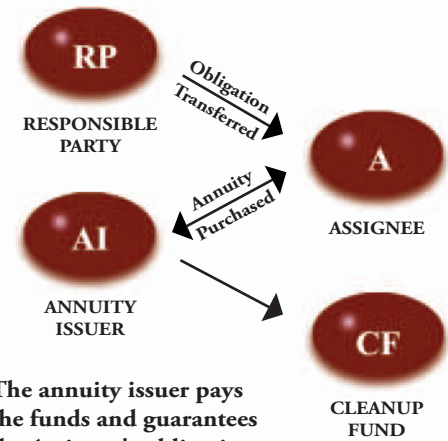 RP
RESPONSIBLE
PARTY
Obligation
Transferred
A
ASSIGNEE
Annuity
Purchased
AI
ANNUITY
ISSUER
CF
CLEANUP
FUND
The annuity issuer pays
the funds and guarantees